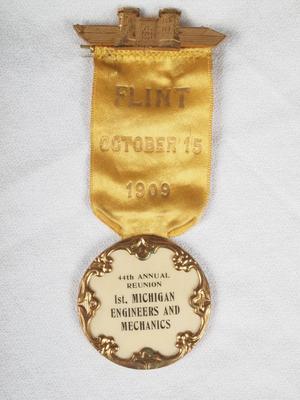 FLINT
OCTOBER 15
1909
44th ANNUAL
REUNION
1st. MICHIGAN
ENGINEERS AND
MECHANICS